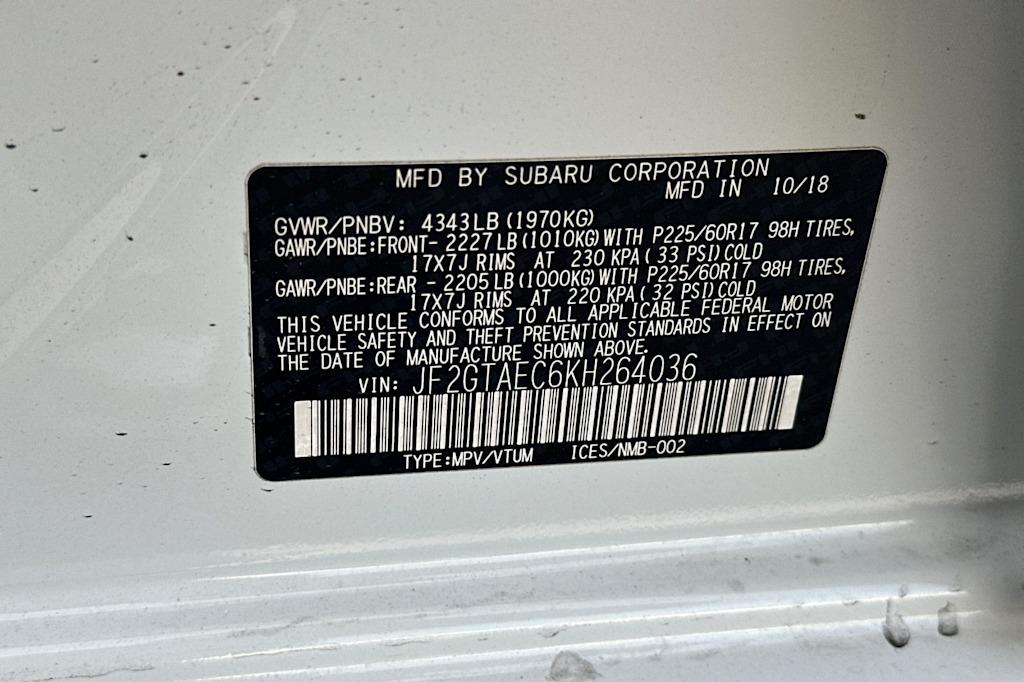 MFD BY SUBARU CORPORATION
MFD IN 10/18
GVWR/PNBV: 4343LB(1970KG)
GAWR/PNBE:FRONT- 2227LB(1010KG)WITH P225/60R17 98H TIRES,
17X7J RIMS AT 230 KPA( 33 PSI)COLD
GAWR/PNBE:REAR - 2205LB(1000KG)WITH P225/60R17 98H TIRES,
17X7J RIMS AT 220 KPA( 32 PSI)COLD
THIS VEHICLE CONFORMS TO ALL APPLICABLE FEDERAL MOTOR
VEHICLE SAFETY AND THEFT PREVENTION STANDARDS IN EFFECT ON
THE DATE OF MANUFACTURE SHOWN ABOVE.
VIN: JF2GTAEC6KH264036
TYPE:MPV/VTUM ICES/NMB-002